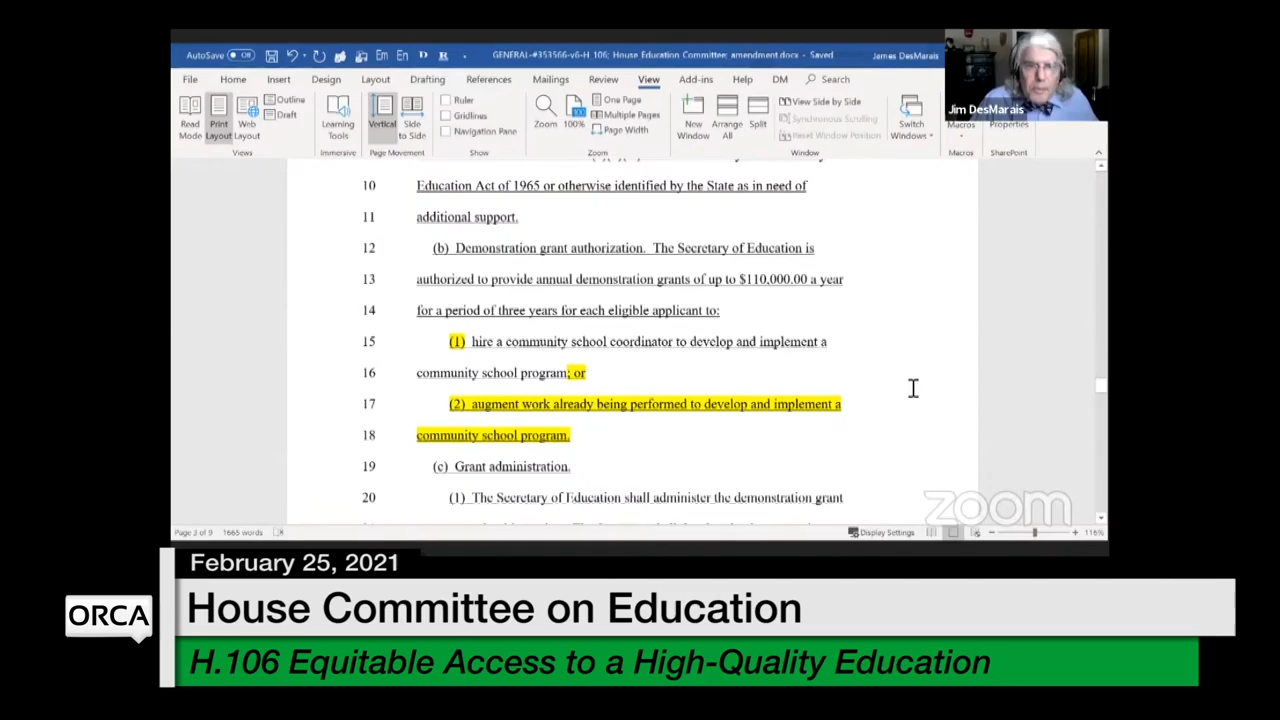 AutoSave Off GENERAL-#353566-v6-H 106; House Education Committee; amendment.docx - Saved James DesMarais
File Home Insert Design Layout Drafting References Mailings Review View Add-ins Help DM Search
Read Mode
Print Layout
Web Layout
Outline
Draft
Views
Learning Tools
Immersive
Vertical
Side to Side
Page Movement
Ruler
Gridlines
Navigation Pane
Show
Zoom
100%
One Page
Multiple Pages
Page Width
Zoom
New Window
Arrange All
Split
View Side by Side
Synchronous Scrolling
Reset Window Position
Window
Switch Windows
Macros
Macros
Properties
SharePoint
Jim DesMarais
10 Education Act of 1965 or otherwise identified by the State as in need of
11 additional support.
12 (b) Demonstration grant authorization. The Secretary of Education is
13 authorized to provide annual demonstration grants of up to $110,000.00 a year
14 for a period of three years for each eligible applicant to:
15 (1) hire a community school coordinator to develop and implement a
16 community school program; or
17 (2) augment work already being performed to develop and implement a
18 community school program.
19 (c) Grant administration.
20 (1) The Secretary of Education shall administer the demonstration grant
zoom
Page 3 of 9 1665 words Display Settings 116%
February 25, 2021
ORCA
House Committee on Education
H.106 Equitable Access to a High-Quality Education